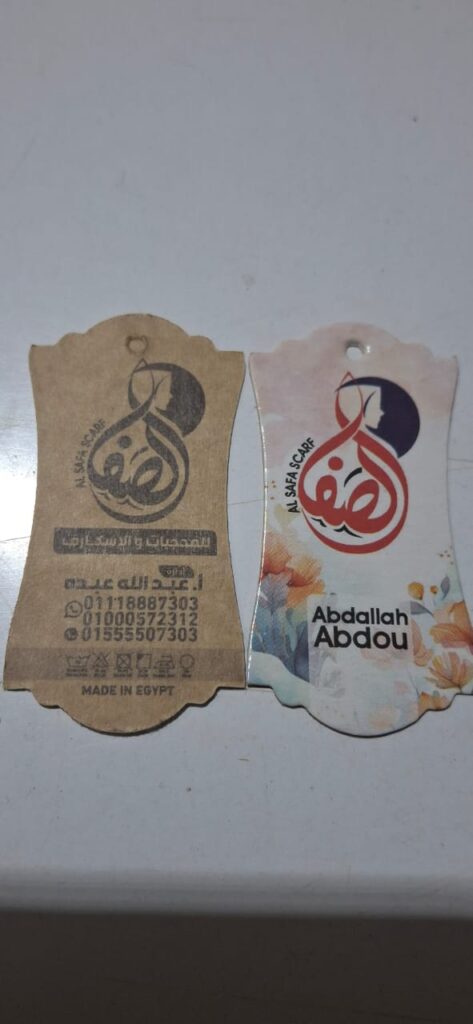 AL SAFA SCARF
الصفا
للمحجبات و الإسكارف
إدارة
أ. عبد الله عبده
01118887303
01000572312
01555507303
MADE IN EGYPT
AL SAFA SCARF
الصفا
Abdallah
Abdou